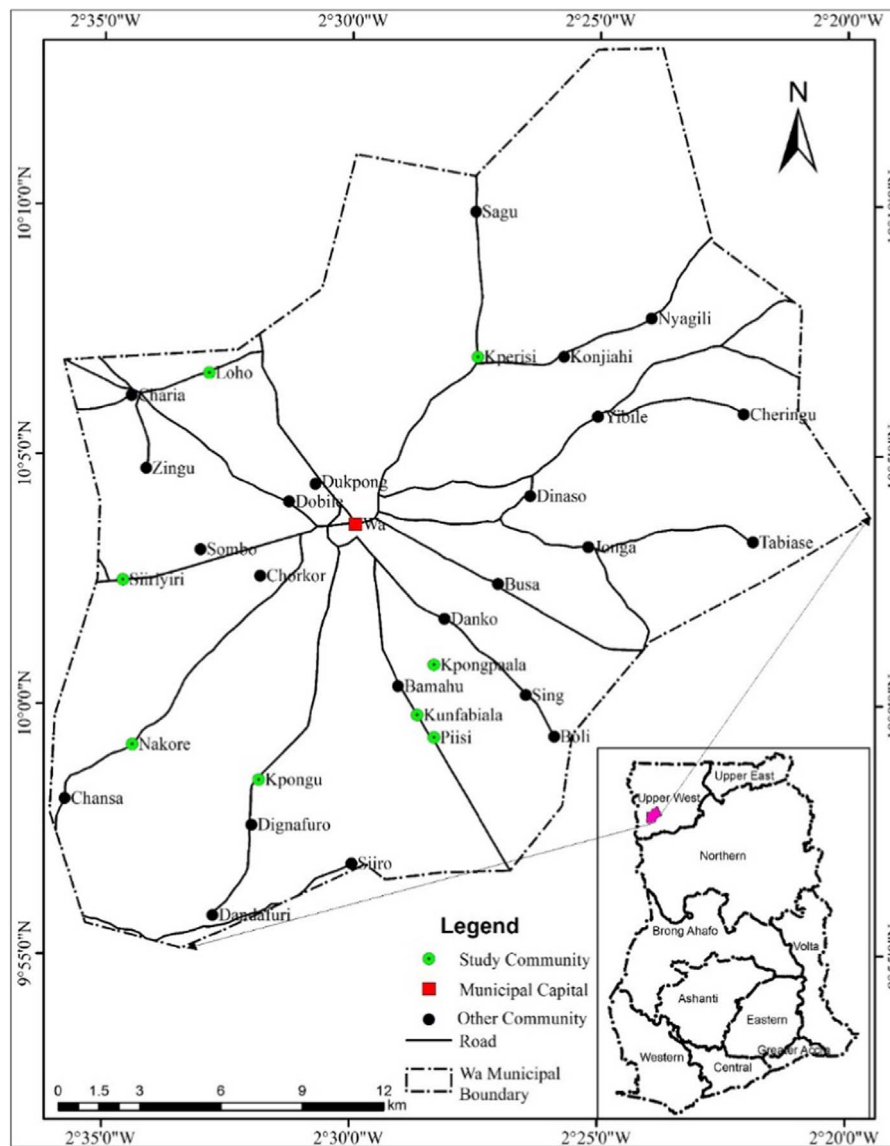 2°35'0"W 2°30'0"W 2°25'0"W 2°20'0"W
N
10°10'0"N
Sagu
Nyagili
Kperisi
Konjiahi
Loho
Charia
Yibile
Cheringu
10°5'0"N
Zingu
Dukpong
Dobile
Dinaso
Wa
Sombo
Jonga
Tabiase
Siirlyiri
Chorkor
Busa
Danko
Kpongpaala
Bamahu
Sing
10°0'0"N
Kunfabiala
Piisi
Boli
Nakore
Kpongu
Chansa
Dignafuro
Siiro
Dandafuri
9°55'0"N
Upper East
Upper West
Northern
Brong Ahafo
Volta
Ashanti
Eastern
Greater Accra
Western
Central
Legend
Study Community
Municipal Capital
Other Community
Road
Wa Municipal
Boundary
0 1.5 3 6 9 12
km
2°35'0"W 2°30'0"W 2°25'0"W 2°20'0"W